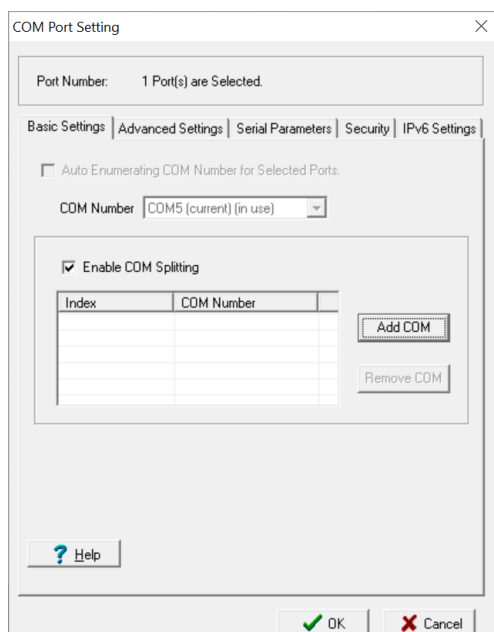 COM Port Setting
Port Number: 1 Port(s) are Selected.
Basic Settings Advanced Settings Serial Parameters Security IPv6 Settings
Auto Enumerating COM Number for Selected Ports.
COM Number COM5 (current) (in use)
Enable COM Splitting
Index COM Number
Add COM
Remove COM
? Help
OK Cancel